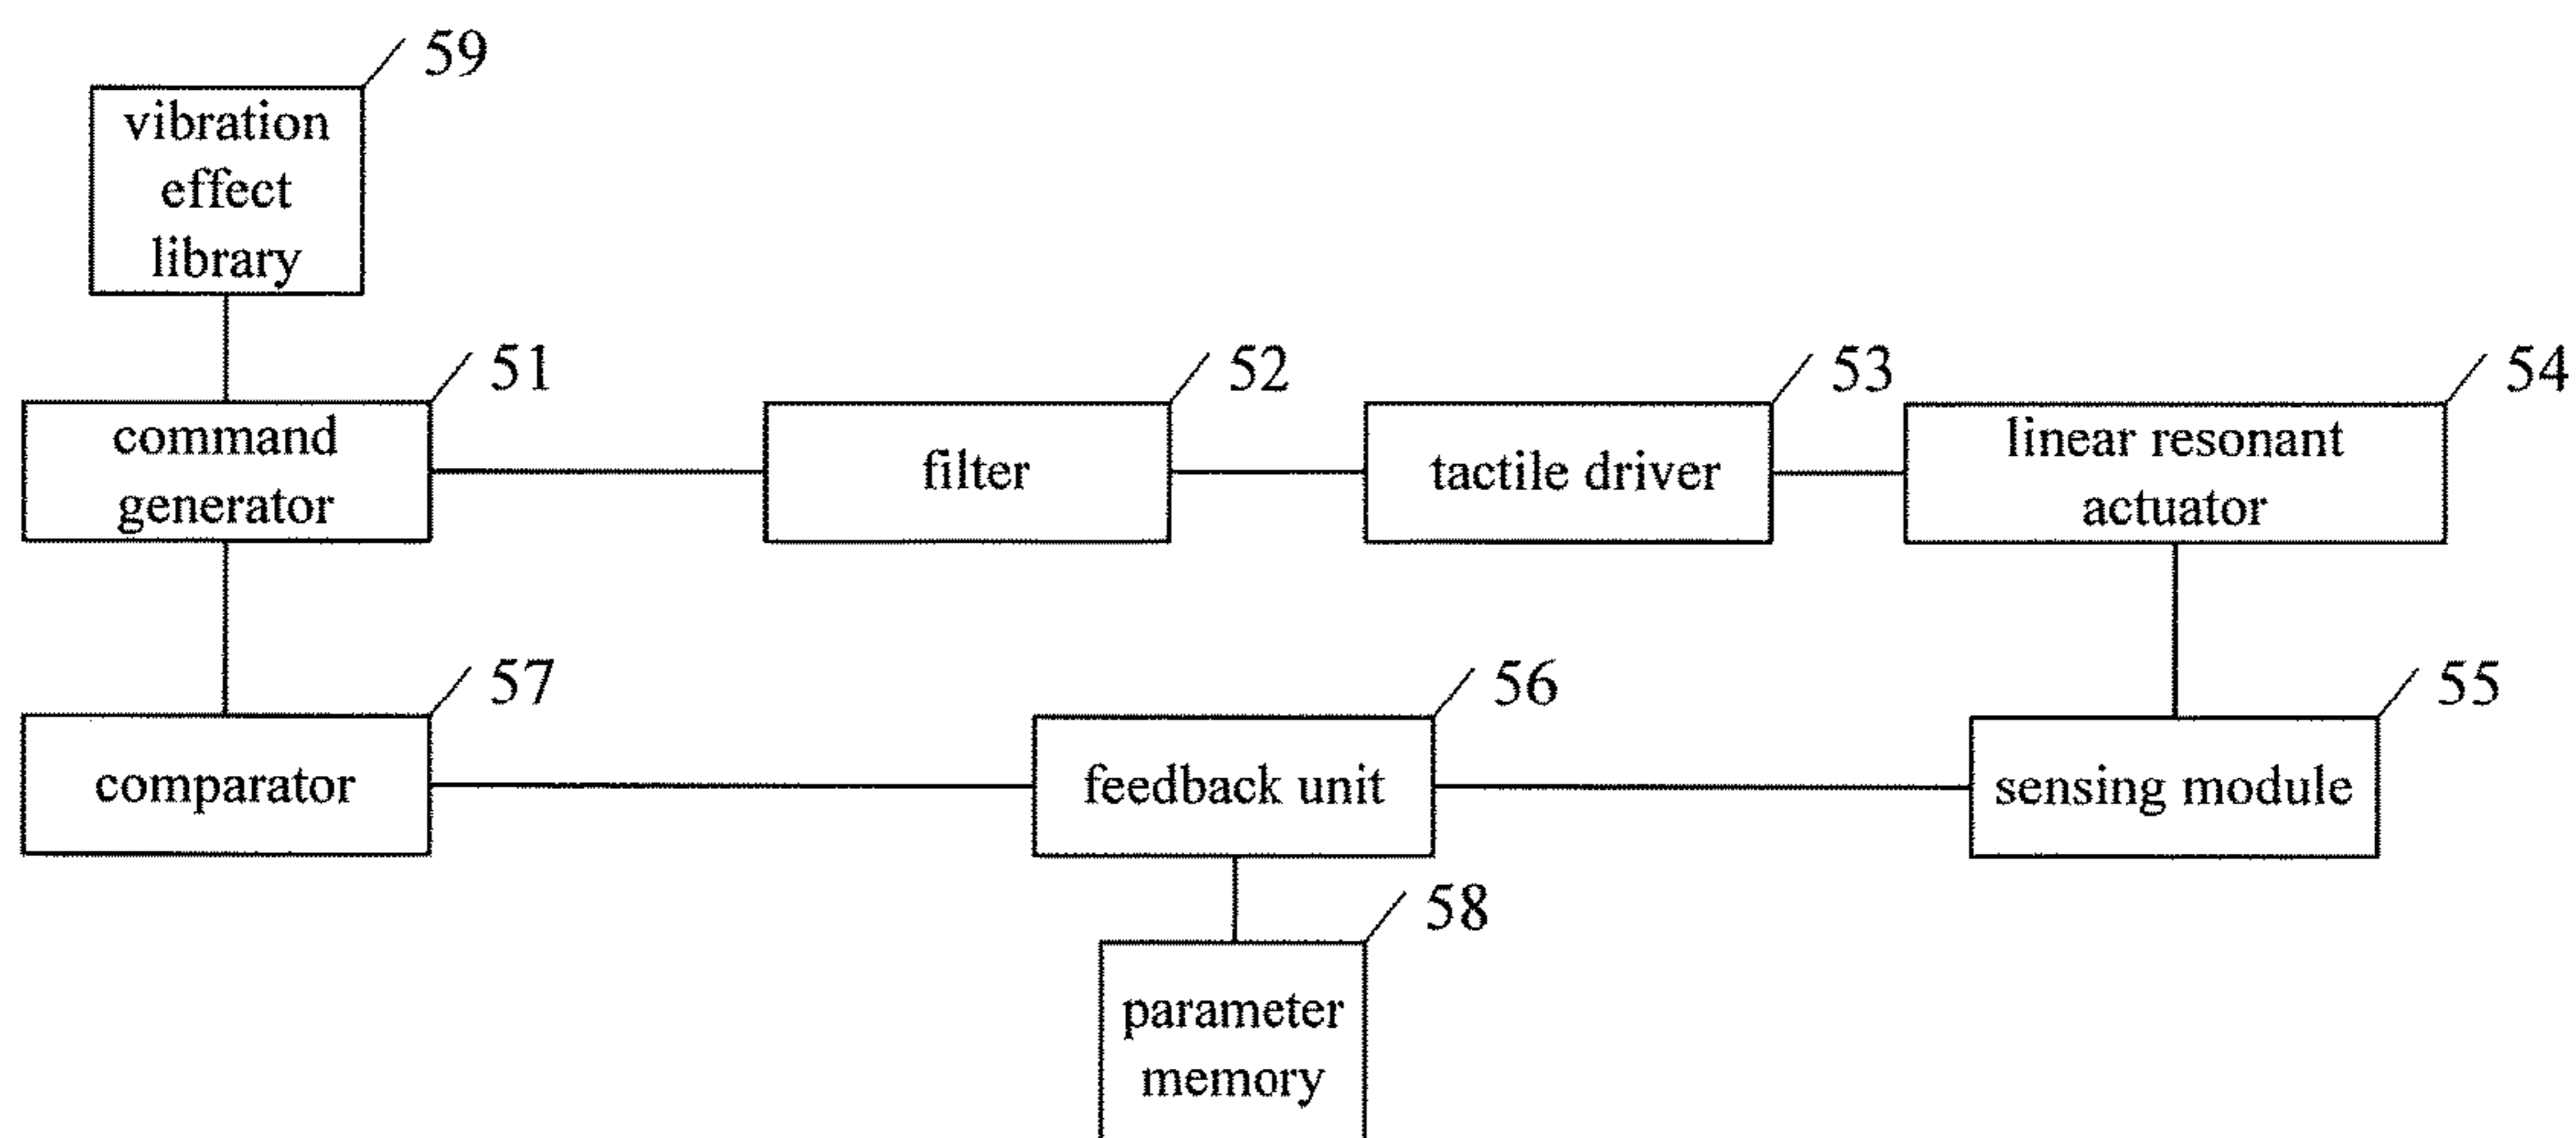 59
vibration
effect
library
51
52
53
54
command
generator
filter
tactile driver
linear resonant
actuator
57
56
55
comparator
feedback unit
sensing module
58
parameter
memory